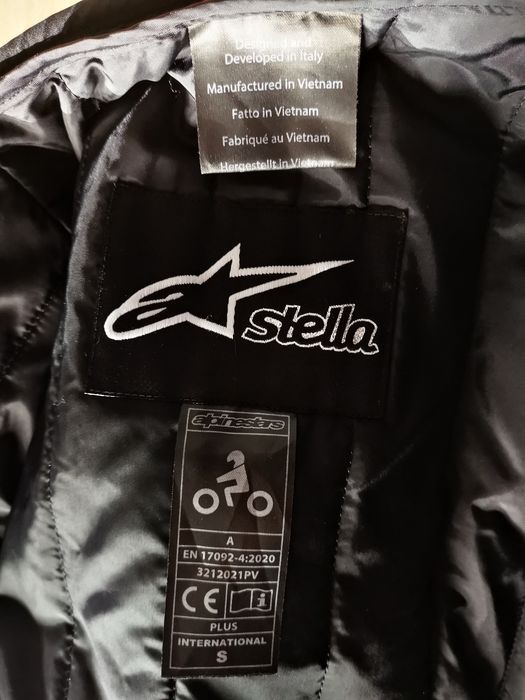 Designed and
Developed in Italy
Manufactured in Vietnam
Fatto in Vietnam
Fabriqué au Vietnam
Hergestellt in Vietnam
stella
alpinestars
A
EN 17092-4:2020
3212021PV
CE i
PLUS
INTERNATIONAL
S